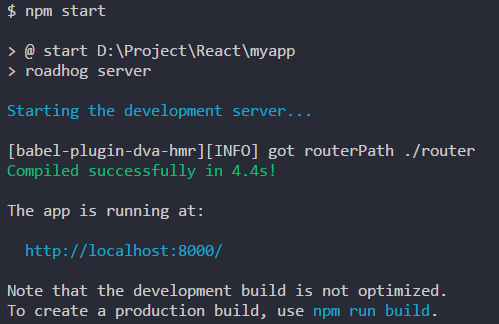 $ npm start
> @ start D:\Project\React\myapp
> roadhog server
Starting the development server...
[babel-plugin-dva-hmr][INFO] got routerPath ./router
Compiled successfully in 4.4s!
The app is running at:
http://localhost:8000/
Note that the development build is not optimized.
To create a production build, use npm run build.